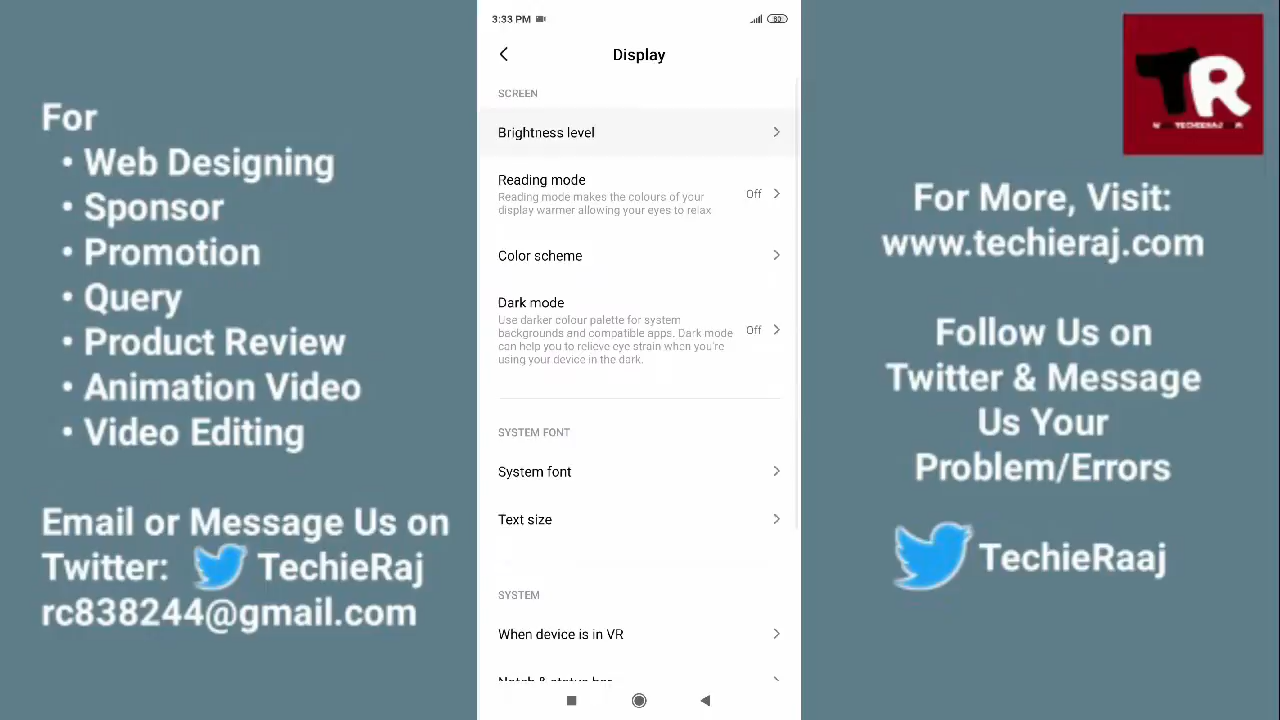 For
• Web Designing
• Sponsor
• Promotion
• Query
• Product Review
• Animation Video
• Video Editing
Email or Message Us on
Twitter: TechieRaj
rc838244@gmail.com
3:33 PM
80
Display
SCREEN
Brightness level
Reading mode
Reading mode makes the colours of your
display warmer allowing your eyes to relax
Off
Color scheme
Dark mode
Use darker colour palette for system
backgrounds and compatible apps. Dark mode
can help you to relieve eye strain when you're
using your device in the dark.
Off
SYSTEM FONT
System font
Text size
SYSTEM
When device is in VR
Notch & status bar
TR
For More, Visit:
www.techieraj.com
Follow Us on
Twitter & Message
Us Your
Problem/Errors
TechieRaaj